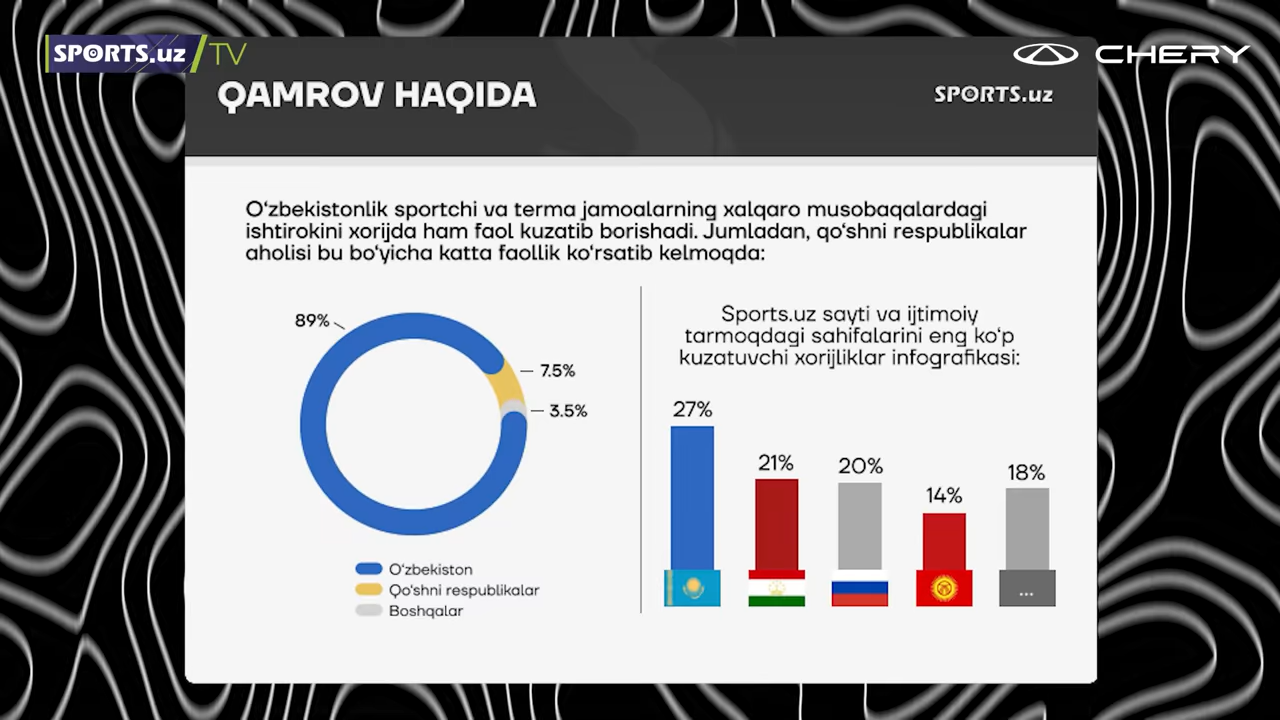 SPORTS.uz/TV
CHERY
QAMROV HAQIDA
SPORTS.uz
O‘zbekistonlik sportchi va terma jamoalarning xalqaro musobaqalardagi
ishtirokini xorijda ham faol kuzatib borishadi. Jumladan, qo‘shni respublikalar
aholisi bu bo‘yicha katta faollik ko‘rsatib kelmoqda:
89%
7.5%
3.5%
O‘zbekiston
Qo‘shni respublikalar
Boshqalar
Sports.uz sayti va ijtimoiy
tarmoqdagi sahifalarini eng ko‘p
kuzatuvchi xorijliklar infografikasi:
27%
21%
20%
14%
18%
...